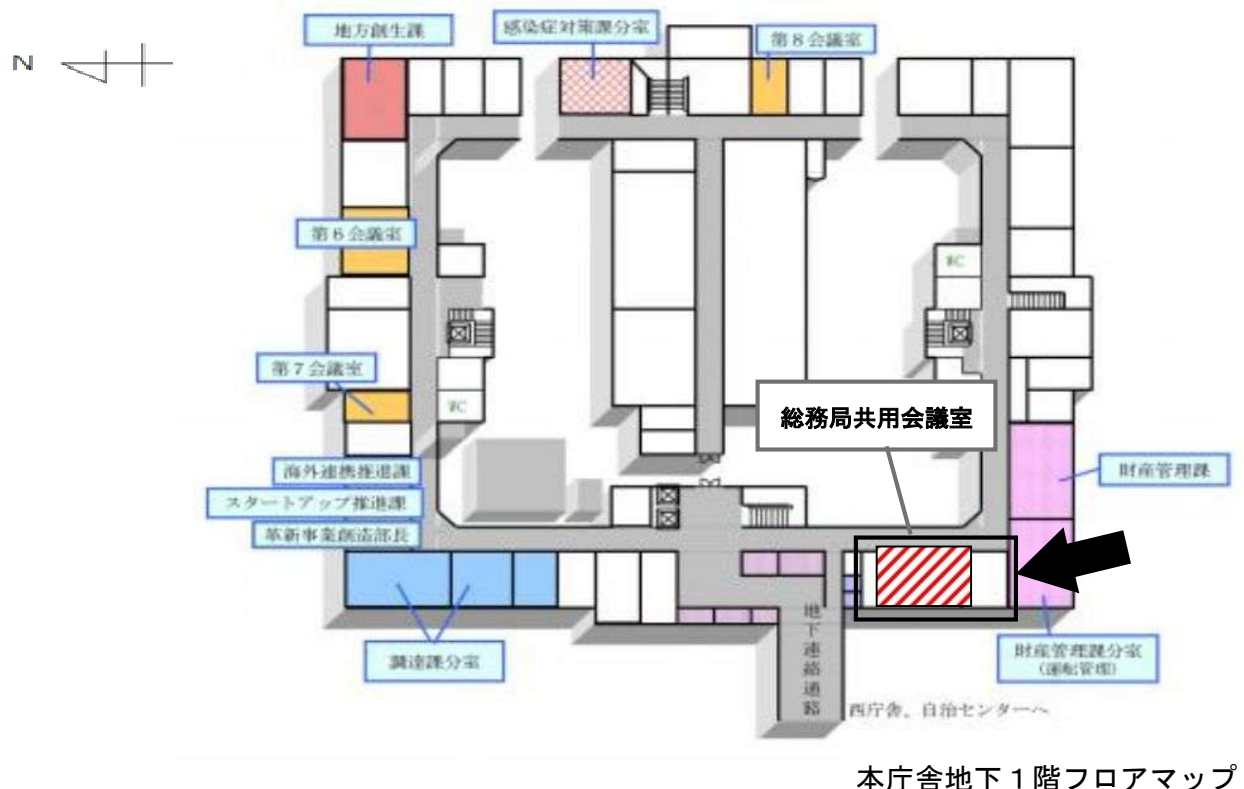 地方創生課
感染症対策課分室
第8会議室
N
第6会議室
WC
第7会議室
WC
総務局共用会議室
海外連携推進課
スタートアップ推進課
革新事業創造部長
財産管理課
調達課分室
地下連絡通路
財産管理課分室
(運転管理)
西庁舎、自治センターへ
本庁舎地下1階フロアマップ